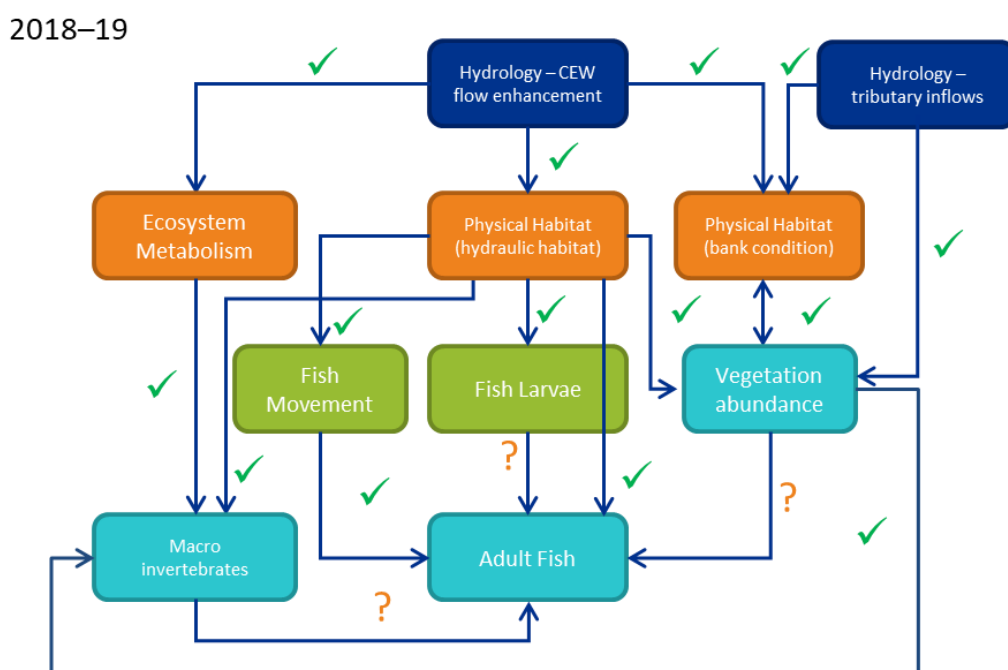 2018–19
Hydrology – CEW
flow enhancement
Hydrology –
tributary inflows
Ecosystem
Metabolism
Physical Habitat
(hydraulic habitat)
Physical Habitat
(bank condition)
Fish
Movement
Fish Larvae
Vegetation
abundance
?
?
Macro
invertebrates
Adult Fish
?